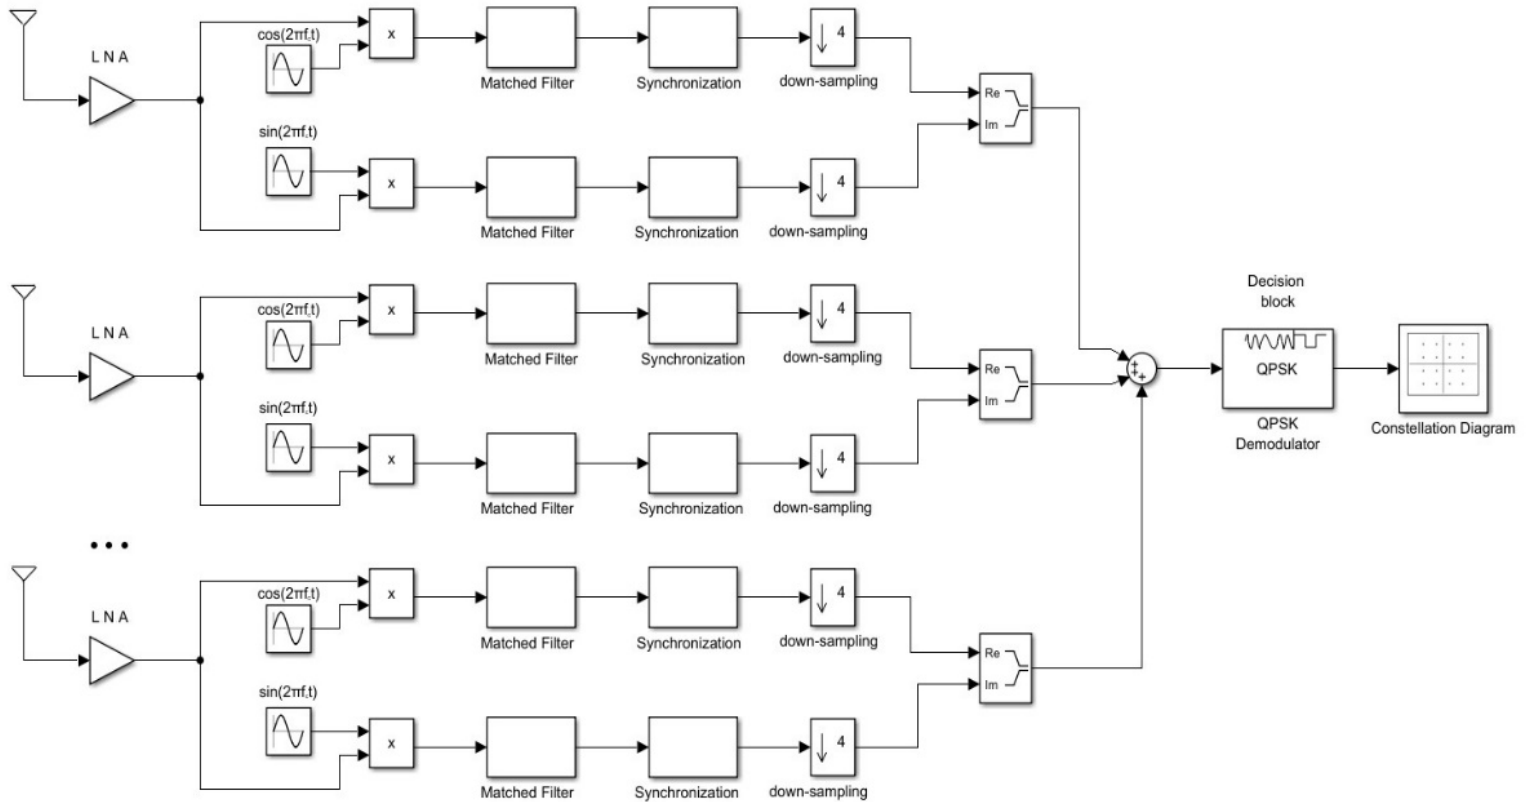 cos(2πf꜀t)
x
4
L N A
Matched Filter
Synchronization
down-sampling
Re
Im
sin(2πf꜀t)
x
4
Matched Filter
Synchronization
down-sampling
cos(2πf꜀t)
x
4
L N A
Matched Filter
Synchronization
down-sampling
Re
Im
sin(2πf꜀t)
x
4
Matched Filter
Synchronization
down-sampling
Decision
block
+
+
+
QPSK
QPSK
Demodulator
Constellation Diagram
•••
cos(2πf꜀t)
x
4
L N A
Matched Filter
Synchronization
down-sampling
Re
Im
sin(2πf꜀t)
x
4
Matched Filter
Synchronization
down-sampling